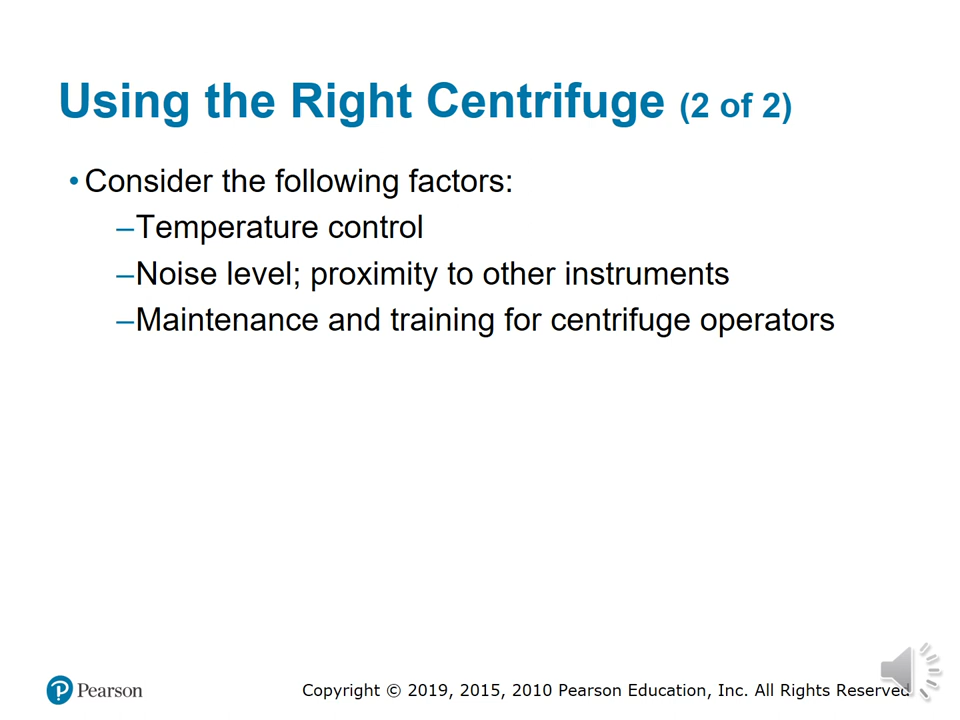 Using the Right Centrifuge (2 of 2)
• Consider the following factors:
–Temperature control
–Noise level; proximity to other instruments
–Maintenance and training for centrifuge operators
P Pearson
Copyright © 2019, 2015, 2010 Pearson Education, Inc. All Rights Reserved